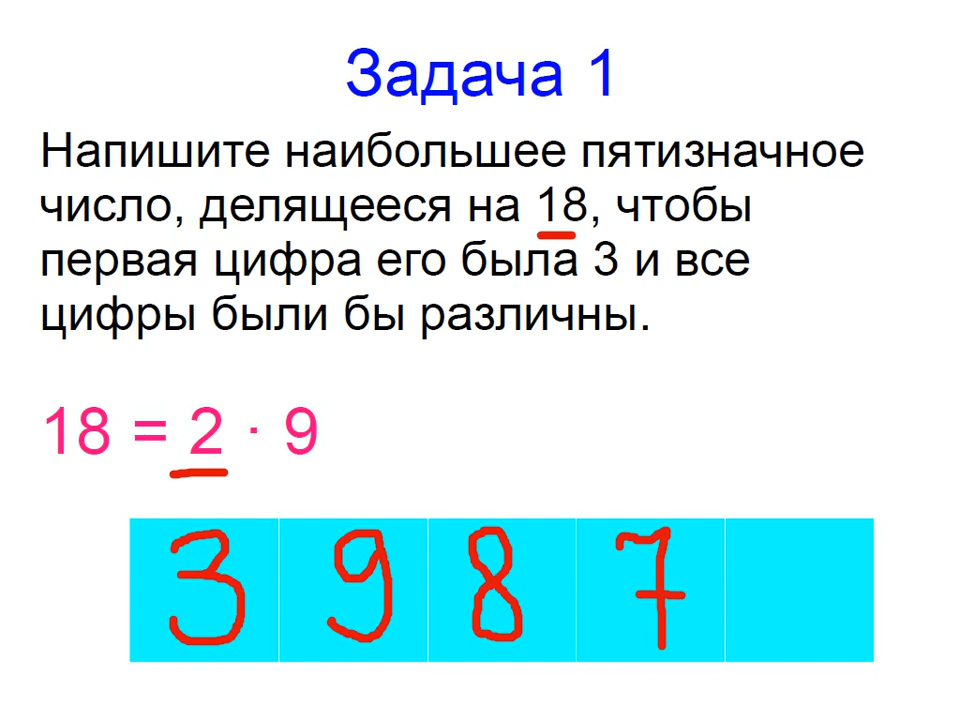 Задача 1
Напишите наибольшее пятизначное
число, делящееся на 18, чтобы
первая цифра его была 3 и все
цифры были бы различны.
18 = 2 · 9
3 9 8 7